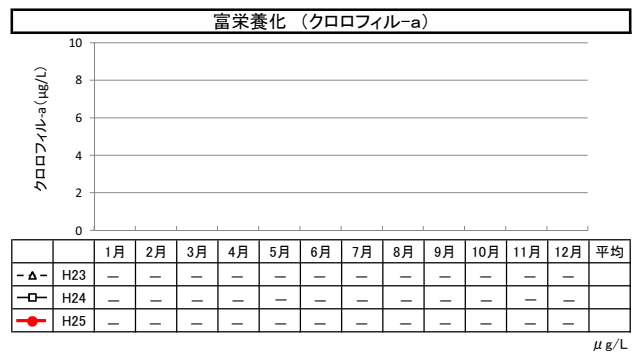 富栄養化 （クロロフィル-a）
クロロフィル-a（μg/L）
10
8
6
4
2
0
1月 2月 3月 4月 5月 6月 7月 8月 9月 10月 11月 12月 平均
H23 — — — — — — — — — — — —
H24 — — — — — — — — — — — —
H25 — — — — — — — — — — — —
μg/L